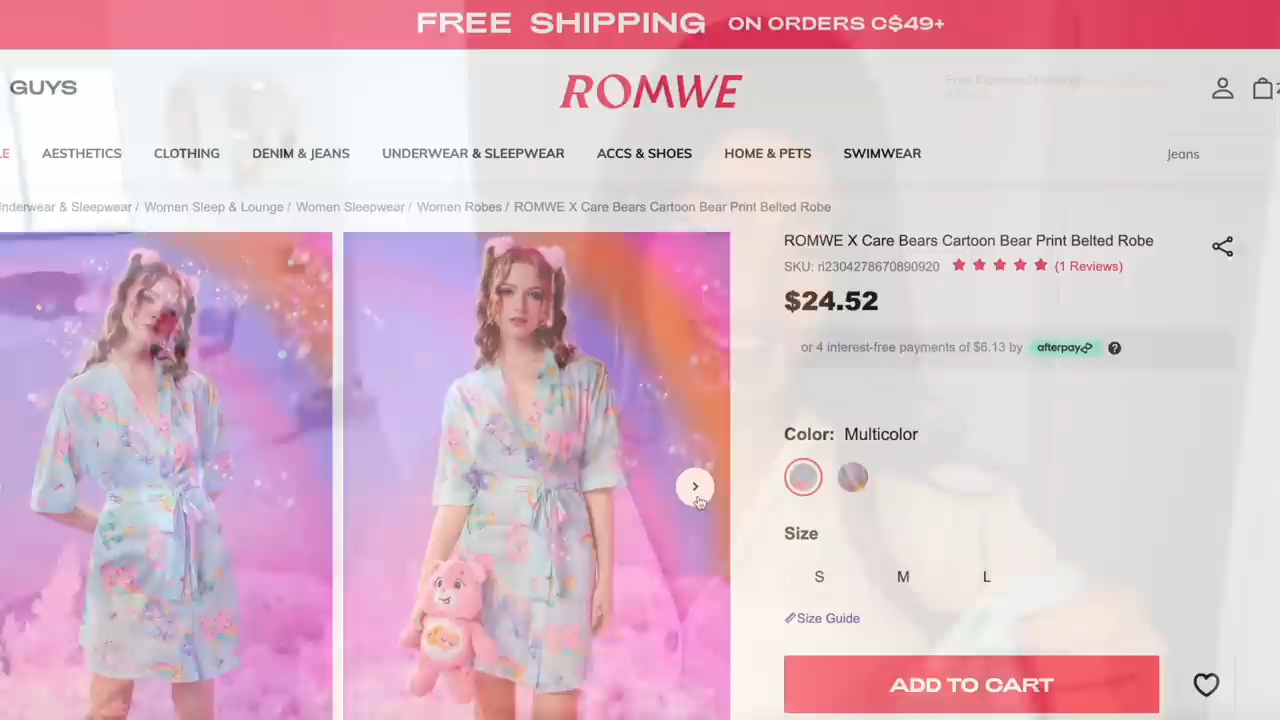 FREE SHIPPING ON ORDERS C$49+
GUYS
ROMWE
2
LE AESTHETICS CLOTHING DENIM & JEANS UNDERWEAR & SLEEPWEAR ACCS & SHOES HOME & PETS SWIMWEAR Jeans
nderwear & Sleepwear / Women Sleep & Lounge / Women Sleepwear / Women Robes / ROMWE X Care Bears Cartoon Bear Print Belted Robe
ROMWE X Care Bears Cartoon Bear Print Belted Robe
SKU: ri2304278670890920 (1 Reviews)
$24.52
or 4 interest-free payments of $6.13 by afterpay ?
Color: Multicolor
Size
S M L
Size Guide
ADD TO CART